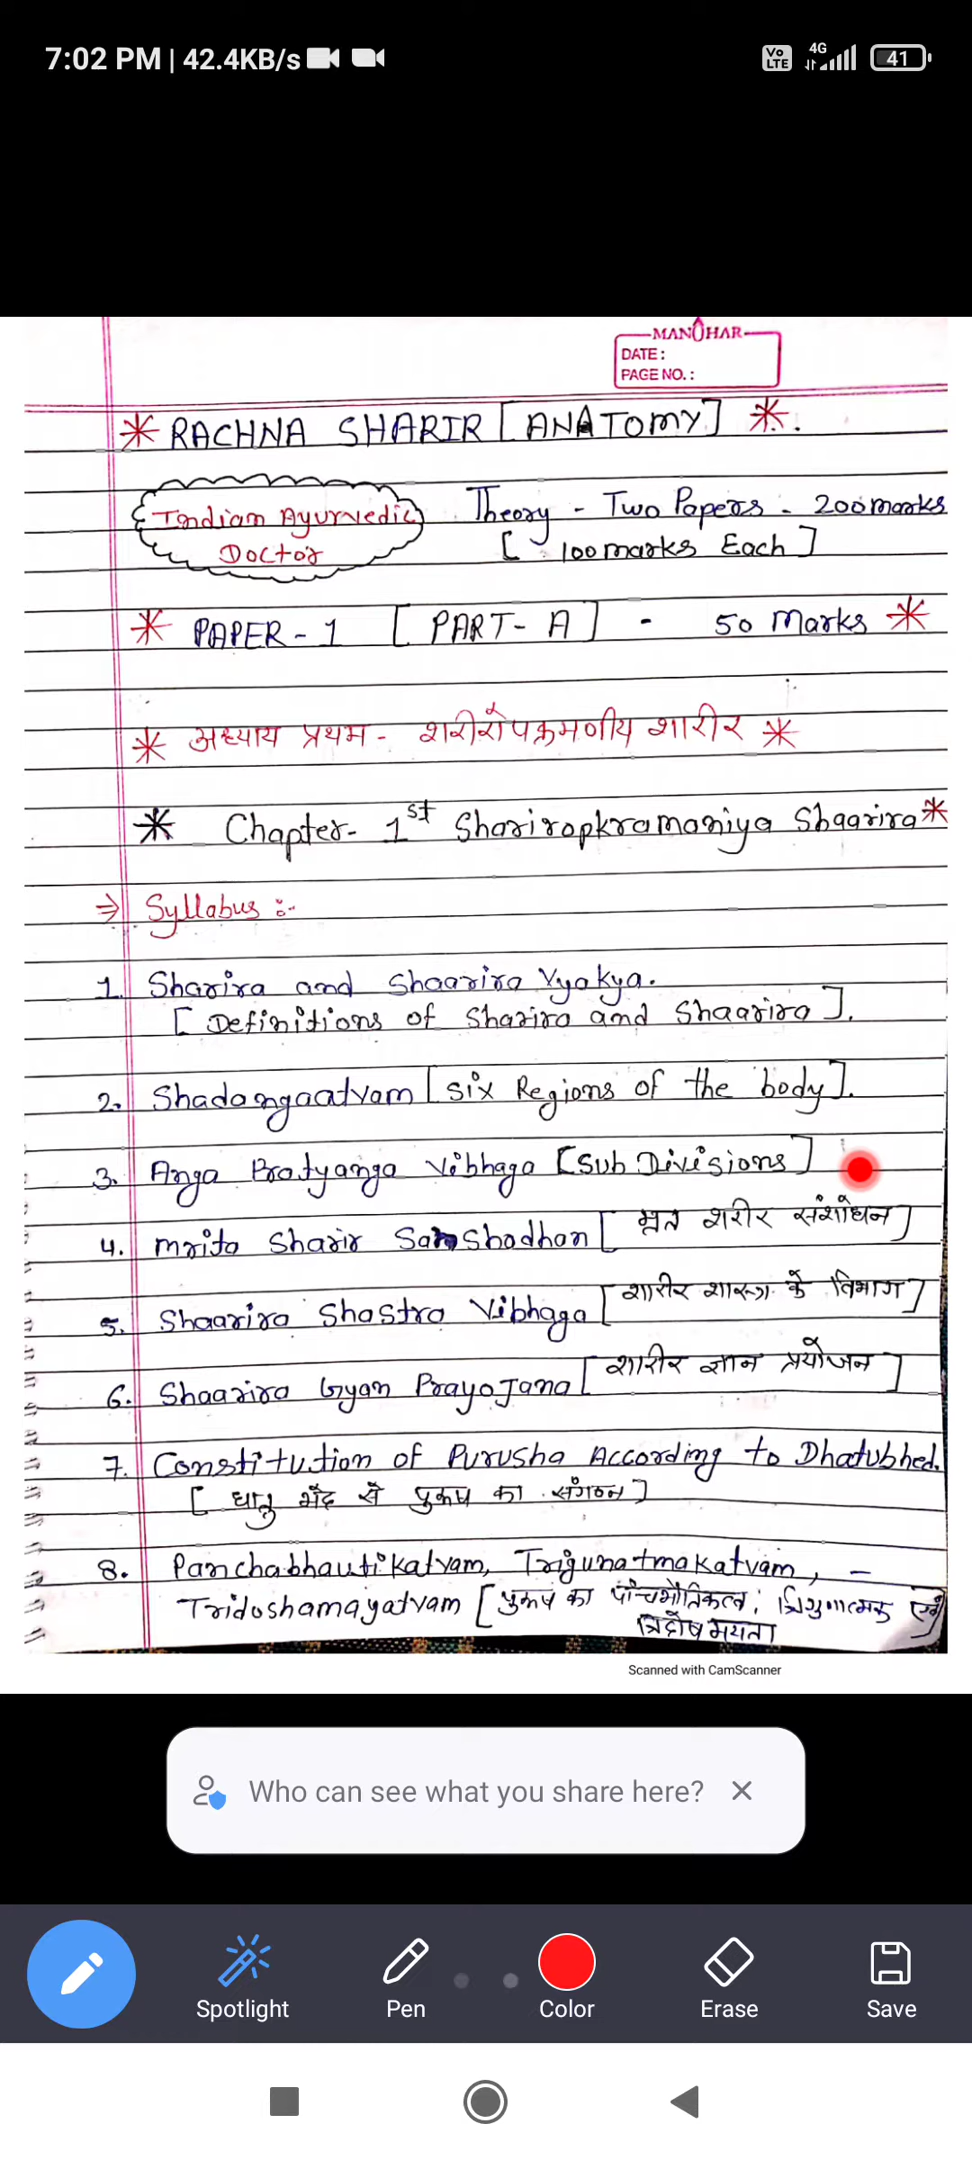 7:02 PM | 42.4KB/s
Vo LTE 4G 41
MANOHAR
DATE :
PAGE NO. :
* RACHNA SHARIR [ANATOMY] *
Indian Ayurvedic
Doctor
Theory - Two Papers - 200 marks
[ 100 marks Each ]
* PAPER-1 [ PART-A ] - 50 Marks *
* अध्याय प्रथम - शरीरोपक्रमणीय शारीर *
* Chapter- 1st Shariropkramaniya Shaarira *
⇒ Syllabus :-
1. Sharira and Shaarira Vyakya.
[ Definitions of Sharira and Shaarira ].
2. Shadangaatvam [ Six Regions of the body ].
3. Anga Pratyanga Vibhaga [ Sub Divisions ]
4. Mrita Sharir Sanshodhan [ मृत शरीर संशोधन ]
5. Shaarira Shastra Vibhaga [ शारीर शास्त्र के विभाग ]
6. Shaarira Gyan Prayojana [ शारीर ज्ञान प्रयोजन ]
7. Constitution of Purusha According to Dhatubhed.
[ धातु भेद से पुरुष का संगठन ]
8. Panchabhautikatvam, Trigunatmakatvam, -
Tridoshamayatvam [ पुरुष का पाँचभौतिकत्व, त्रिगुणात्मक एवं
त्रिदोषमयता
Scanned with CamScanner
Who can see what you share here?
Spotlight Pen Color Erase Save